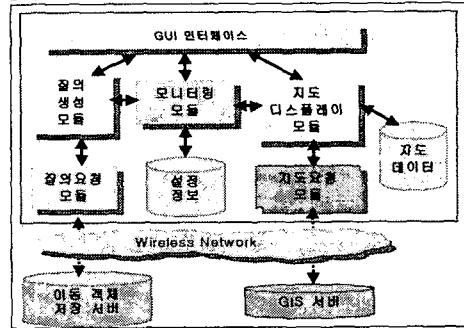 GUI 인터페이스
질의
생성
모듈
모니터링
모듈
지도
디스플레이
모듈
지도
데이터
질의요청
모듈
설정
정보
지도요청
모듈
Wireless Network
이동 객체
저장 서버
GIS 서버